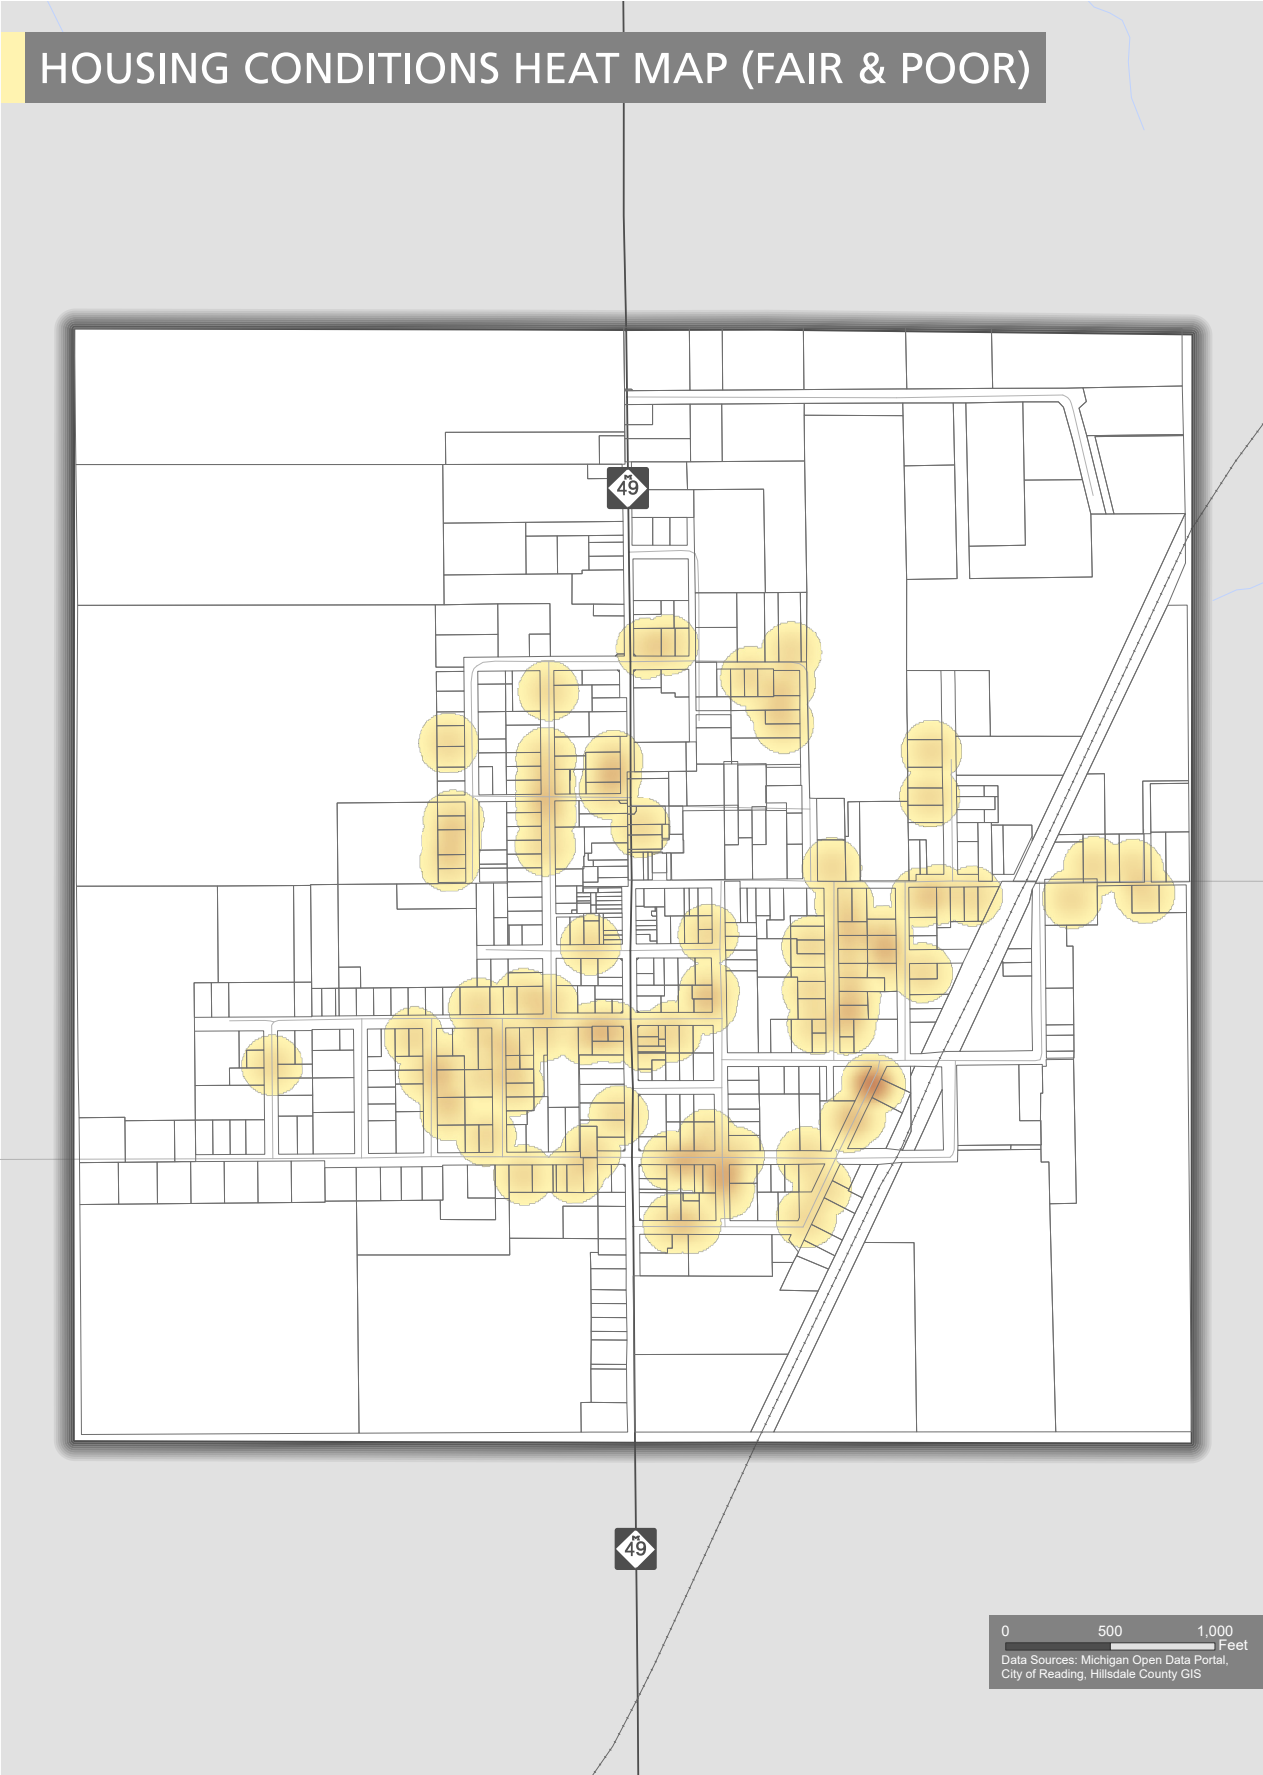 HOUSING CONDITIONS HEAT MAP (FAIR & POOR)
M
49
M
49
0 500 1,000
Feet
Data Sources: Michigan Open Data Portal,
City of Reading, Hillsdale County GIS